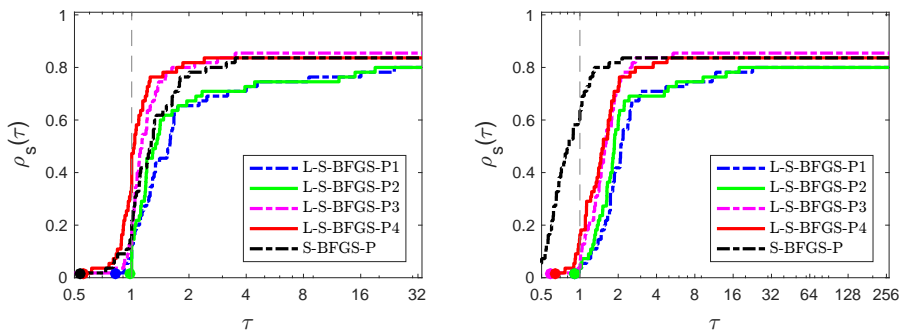 1
0.8
0.6
0.4
0.2
0
ρs(τ)
0.5 1 2 4 8 16 32
τ
L-S-BFGS-P1
L-S-BFGS-P2
L-S-BFGS-P3
L-S-BFGS-P4
S-BFGS-P
1
0.8
0.6
0.4
0.2
0
ρs(τ)
0.5 1 2 4 8 16 32 64 128 256
τ
L-S-BFGS-P1
L-S-BFGS-P2
L-S-BFGS-P3
L-S-BFGS-P4
S-BFGS-P